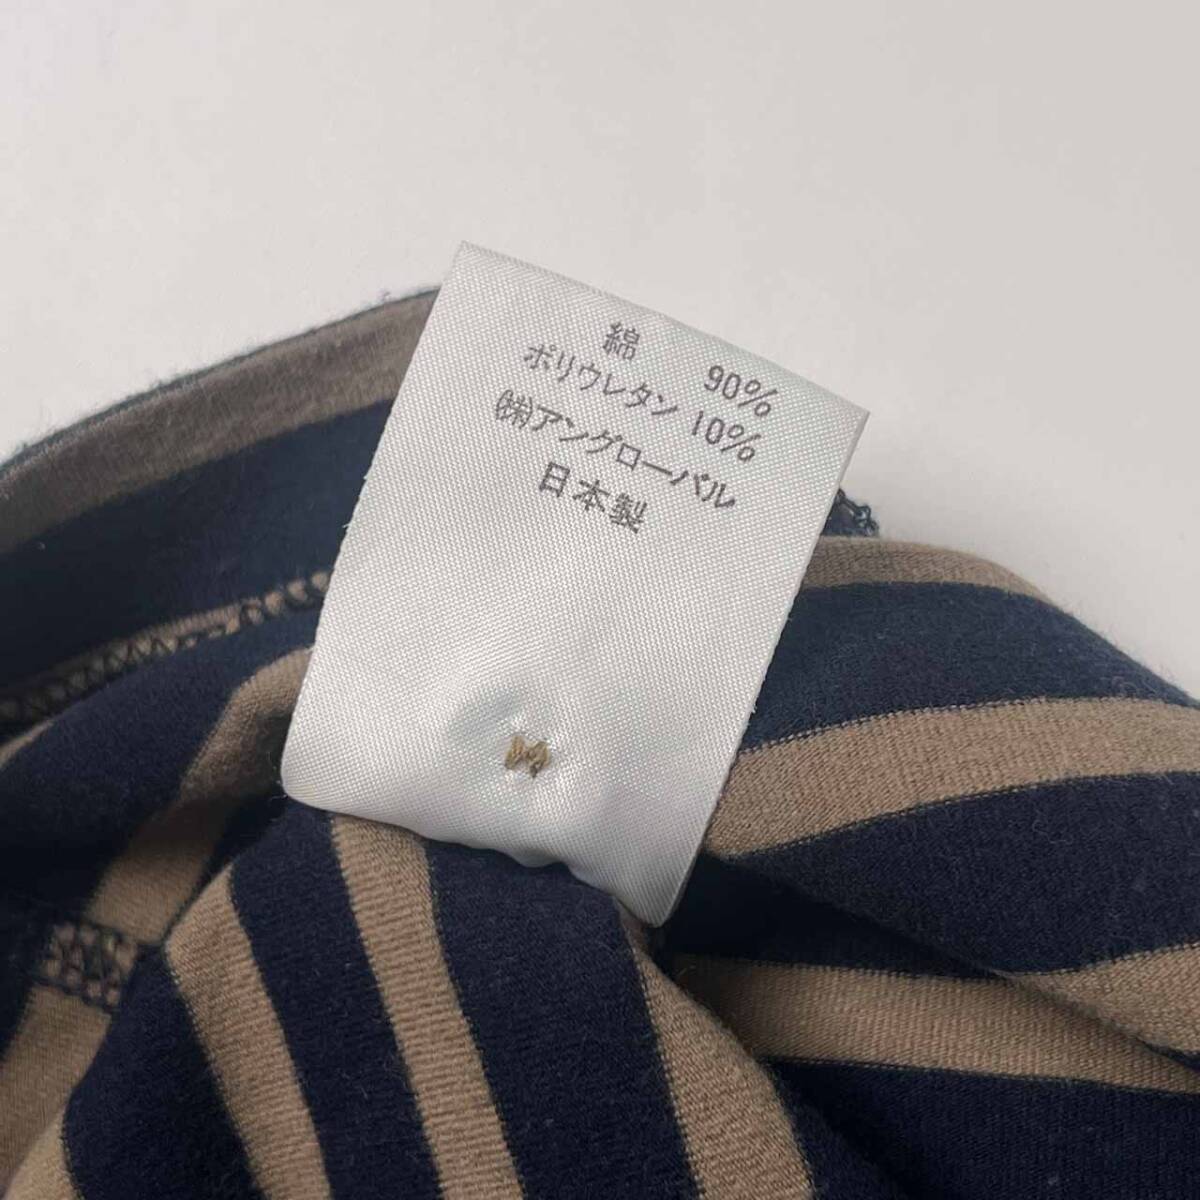 綿 90%
ポリウレタン 10%
㈱アングローバル
日本製